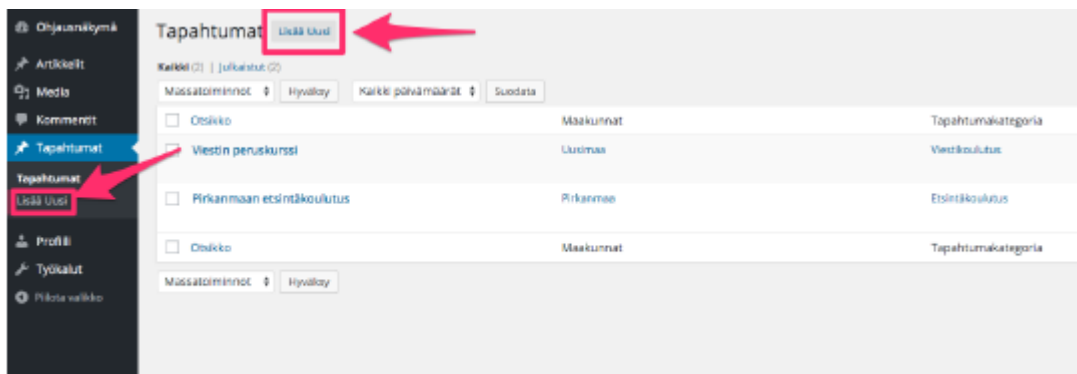 Ohjausnäkymä
Artikkelit
Media
Kommentit
Tapahtumat
Tapahtumat
Lisää Uusi
Profiili
Työkalut
Piilota valikko
Tapahtumat Lisää Uusi
Kaikki (2) | Julkaistut (2)
Massatoiminnot Hyväksy Kaikki päivämäärät Suodata
Otsikko Maakunnat Tapahtumakategoria
Viestin peruskurssi Uusimaa Viestikoulutus
Pirkanmaan etsintäkoulutus Pirkanmaa Etsintäkoulutus
Otsikko Maakunnat Tapahtumakategoria
Massatoiminnot Hyväksy